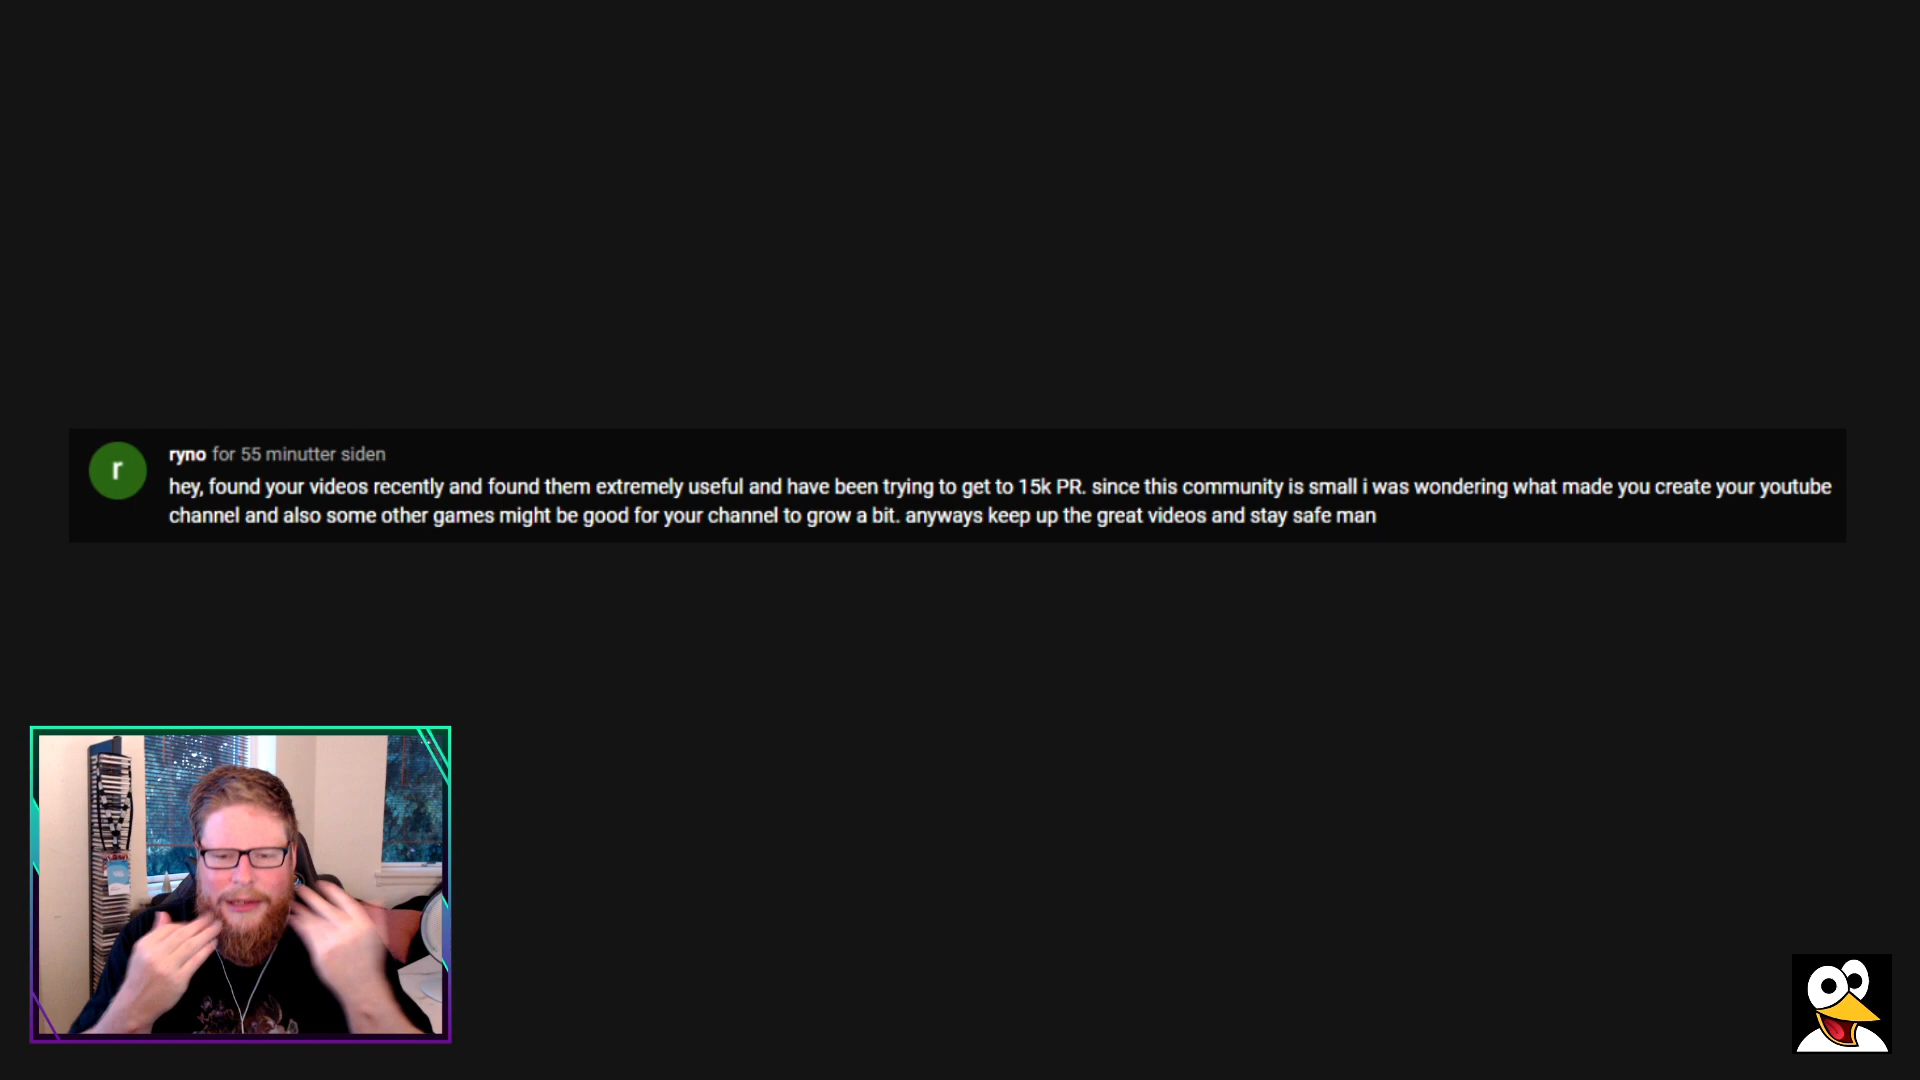 r
ryno for 55 minutter siden
hey, found your videos recently and found them extremely useful and have been trying to get to 15k PR. since this community is small i was wondering what made you create your youtube
channel and also some other games might be good for your channel to grow a bit. anyways keep up the great videos and stay safe man